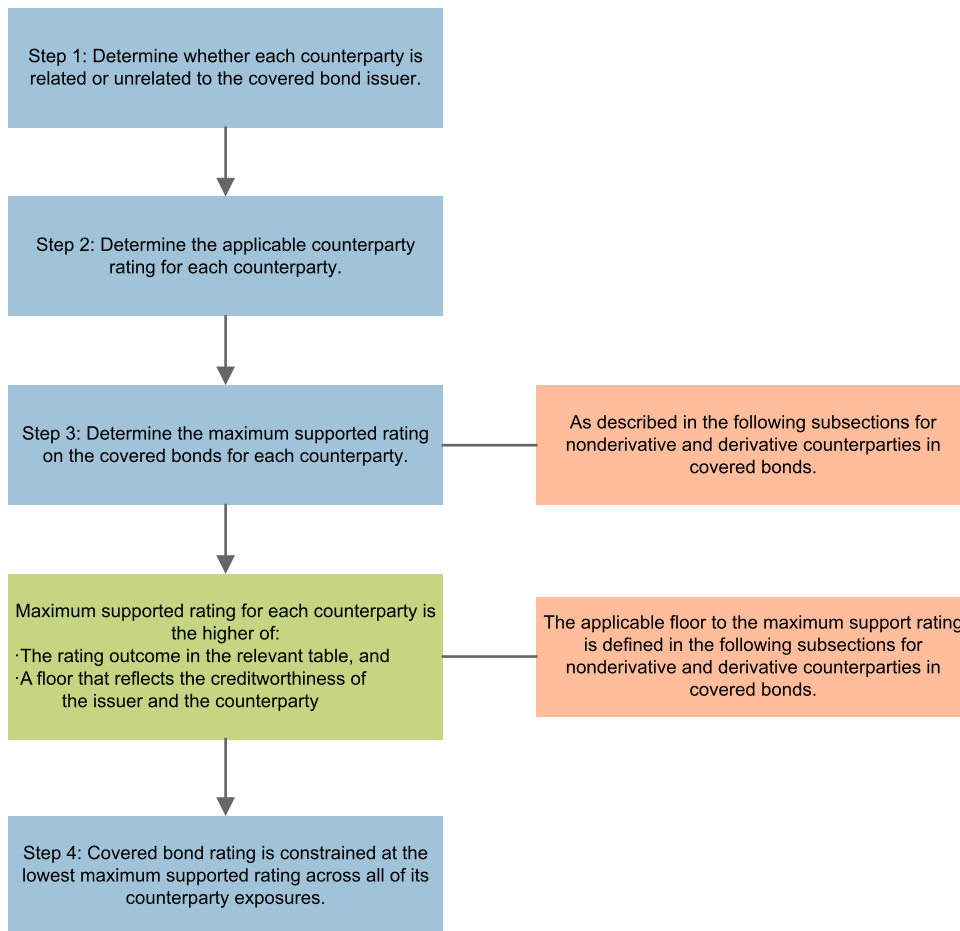 Step 1: Determine whether each counterparty is
related or unrelated to the covered bond issuer.
Step 2: Determine the applicable counterparty
rating for each counterparty.
Step 3: Determine the maximum supported rating
on the covered bonds for each counterparty.
As described in the following subsections for
nonderivative and derivative counterparties in
covered bonds.
Maximum supported rating for each counterparty is
the higher of:
·The rating outcome in the relevant table, and
·A floor that reflects the creditworthiness of
the issuer and the counterparty
The applicable floor to the maximum support rating
is defined in the following subsections for
nonderivative and derivative counterparties in
covered bonds.
Step 4: Covered bond rating is constrained at the
lowest maximum supported rating across all of its
counterparty exposures.